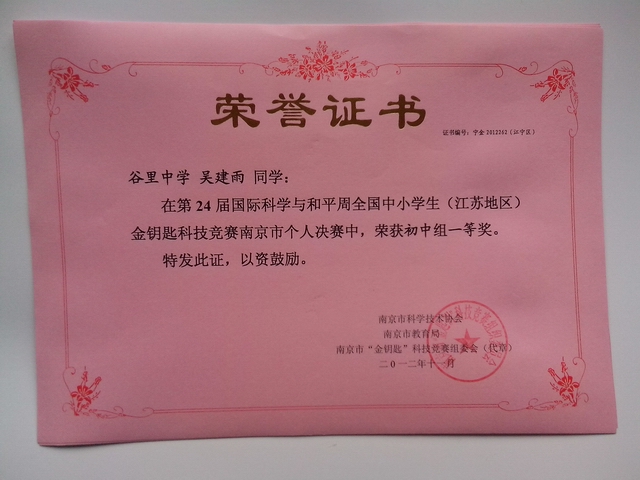 荣誉证书
证书编号：宁金 2012262（江宁区）
谷里中学 吴建雨 同学：
在第 24 届国际科学与和平周全国中小学生（江苏地区）
金钥匙科技竞赛南京市个人决赛中，荣获初中组一等奖。
特发此证，以资鼓励。
南京市科学技术协会
南京市教育局
南京市“金钥匙”科技竞赛组委会（代章）
二〇一二年十一月